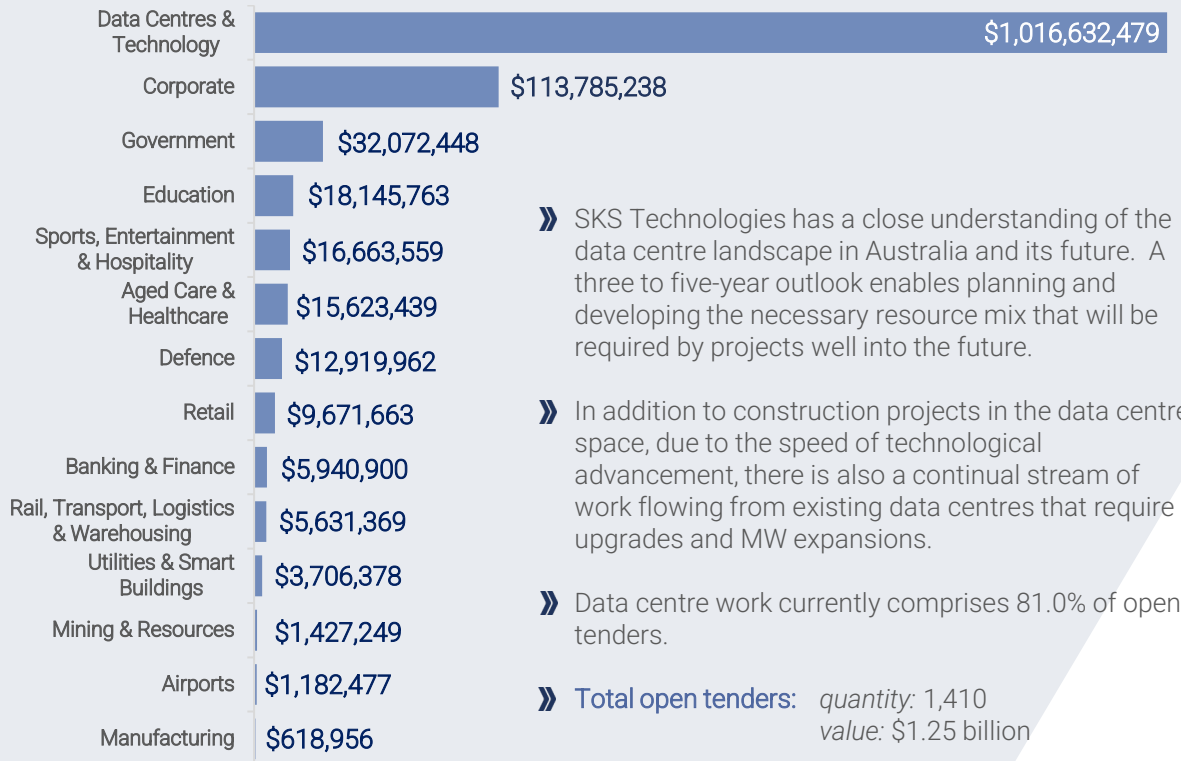 Data Centres &
Technology
$1,016,632,479
Corporate
$113,785,238
Government
$32,072,448
Education
$18,145,763
Sports, Entertainment
& Hospitality
$16,663,559
Aged Care &
Healthcare
$15,623,439
Defence
$12,919,962
Retail
$9,671,663
Banking & Finance
$5,940,900
Rail, Transport, Logistics
& Warehousing
$5,631,369
Utilities & Smart
Buildings
$3,706,378
Mining & Resources
$1,427,249
Airports
$1,182,477
Manufacturing
$618,956
SKS Technologies has a close understanding of the
data centre landscape in Australia and its future. A
three to five-year outlook enables planning and
developing the necessary resource mix that will be
required by projects well into the future.
In addition to construction projects in the data centre
space, due to the speed of technological
advancement, there is also a continual stream of
work flowing from existing data centres that require
upgrades and MW expansions.
Data centre work currently comprises 81.0% of open
tenders.
Total open tenders: quantity: 1,410
value: $1.25 billion